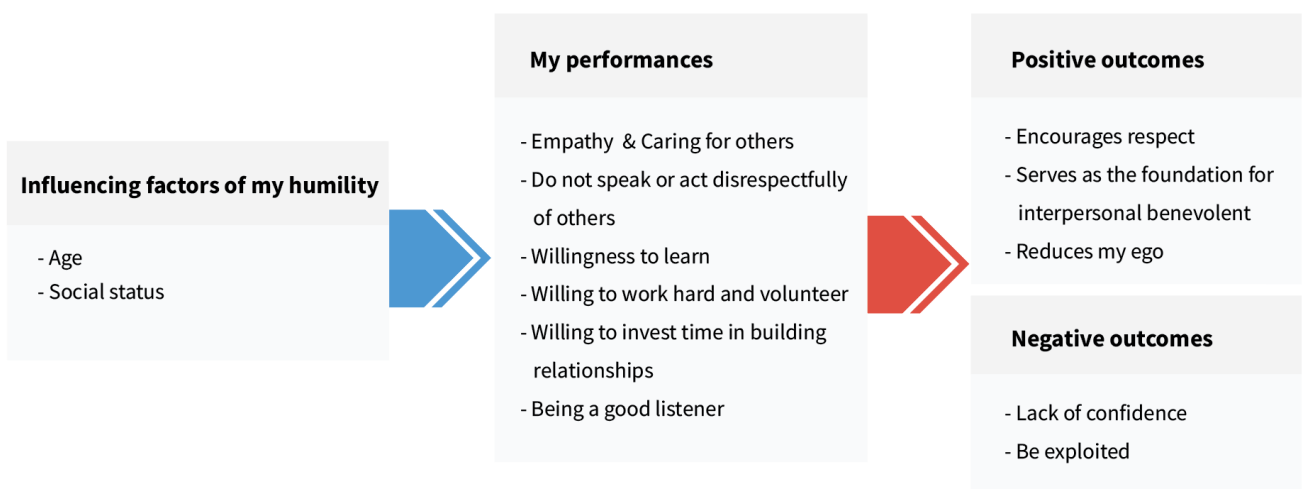 Influencing factors of my humility
- Age
- Social status
My performances
- Empathy & Caring for others
- Do not speak or act disrespectfully
of others
- Willingness to learn
- Willing to work hard and volunteer
- Willing to invest time in building
relationships
- Being a good listener
Positive outcomes
- Encourages respect
- Serves as the foundation for
interpersonal benevolent
- Reduces my ego
Negative outcomes
- Lack of confidence
- Be exploited